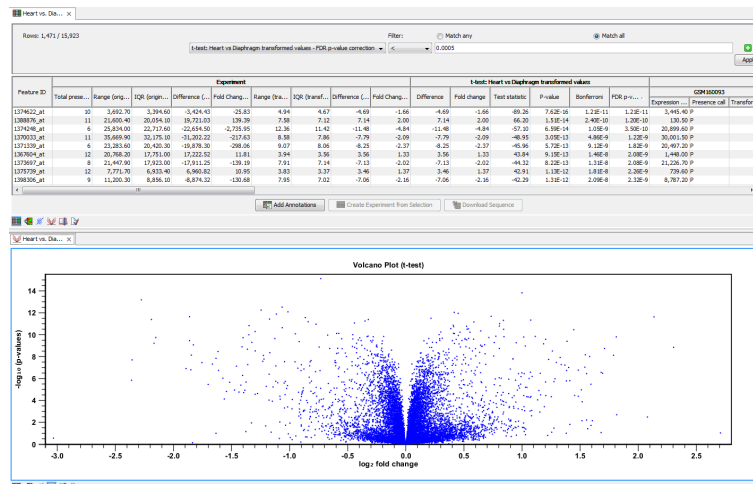 Heart vs. Dia... ×
Rows: 1,471 / 15,923
Filter:
Match any
Match all
t-test: Heart vs Diaphragm transformed values - FDR p-value correction
<
0.0005
Appl
Feature ID
Experiment
t-test: Heart vs Diaphragm transformed values
GSM160093
Total prese... Range (orig... IQR (origin... Difference (... Fold Chang... Range (tra... IQR (transf... Difference (... Fold Chang... Difference Fold change Test statistic P-value Bonferroni FDR p-v... Expression ... Presence call Transfor
1374622_at 10 3,692.70 3,394.60 -3,424.43 -25.83 4.94 4.67 -4.69 -1.66 -4.69 -1.66 -89.26 7.62E-16 1.21E-11 1.21E-11 3,445.40 P
1388876_at 11 21,600.40 20,054.10 19,721.03 139.39 7.58 7.12 7.14 2.00 7.14 2.00 66.20 1.51E-14 2.40E-10 1.20E-10 130.50 P
1374248_at 6 25,834.00 22,717.60 -22,654.50 -2,735.95 12.36 11.42 -11.48 -4.84 -11.48 -4.84 -57.10 6.59E-14 1.05E-9 3.50E-10 20,899.60 P
1370033_at 11 35,669.90 32,175.10 -31,202.22 -217.63 8.58 7.86 -7.79 -2.09 -7.79 -2.09 -48.95 3.05E-13 4.86E-9 1.22E-9 30,001.50 P
1371339_at 6 23,283.60 20,420.30 -19,878.30 -298.06 9.07 8.06 -8.25 -2.37 -8.25 -2.37 -45.96 5.72E-13 9.12E-9 1.82E-9 20,497.20 P
1367604_at 12 20,768.20 17,751.00 17,222.52 11.81 3.94 3.56 3.56 1.33 3.56 1.33 43.84 9.15E-13 1.46E-8 2.08E-9 1,448.00 P
1373697_at 8 21,447.90 17,923.00 -17,911.25 -139.19 7.91 7.14 -7.13 -2.02 -7.13 -2.02 -44.32 8.22E-13 1.31E-8 2.08E-9 21,226.70 P
1375739_at 12 7,771.70 6,933.40 6,960.82 10.95 3.83 3.37 3.46 1.37 3.46 1.37 42.91 1.13E-12 1.81E-8 2.26E-9 739.60 P
1398306_at 9 11,200.30 8,856.10 -8,874.32 -130.68 7.95 7.02 -7.06 -2.16 -7.06 -2.16 -42.29 1.31E-12 2.09E-8 2.32E-9 8,787.20 P
Add Annotations Create Experiment from Selection Download Sequence
Heart vs. Dia... ×
Volcano Plot (t-test)
-log₁₀ (p-values)
14
12
10
8
6
4
2
0
-3.0 -2.5 -2.0 -1.5 -1.0 -0.5 0.0 0.5 1.0 1.5 2.0 2.5
log₂ fold change